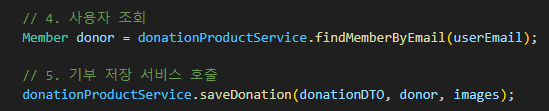 // 4. 사용자 조회
Member donor = donationProductService.findMemberByEmail(userEmail);
// 5. 기부 저장 서비스 호출
donationProductService.saveDonation(donationDTO, donor, images);